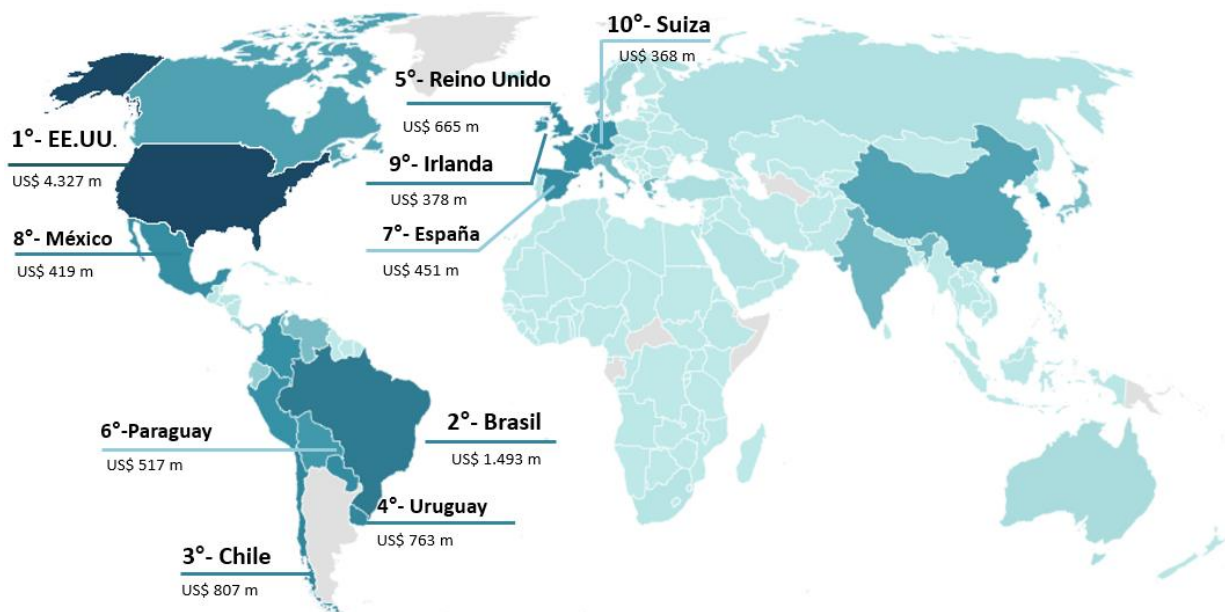 10°- Suiza
US$ 368 m
5°- Reino Unido
US$ 665 m
1°- EE.UU.
US$ 4.327 m
9°- Irlanda
US$ 378 m
8°- México
US$ 419 m
7°- España
US$ 451 m
6°-Paraguay
US$ 517 m
2°- Brasil
US$ 1.493 m
4°- Uruguay
US$ 763 m
3°- Chile
US$ 807 m